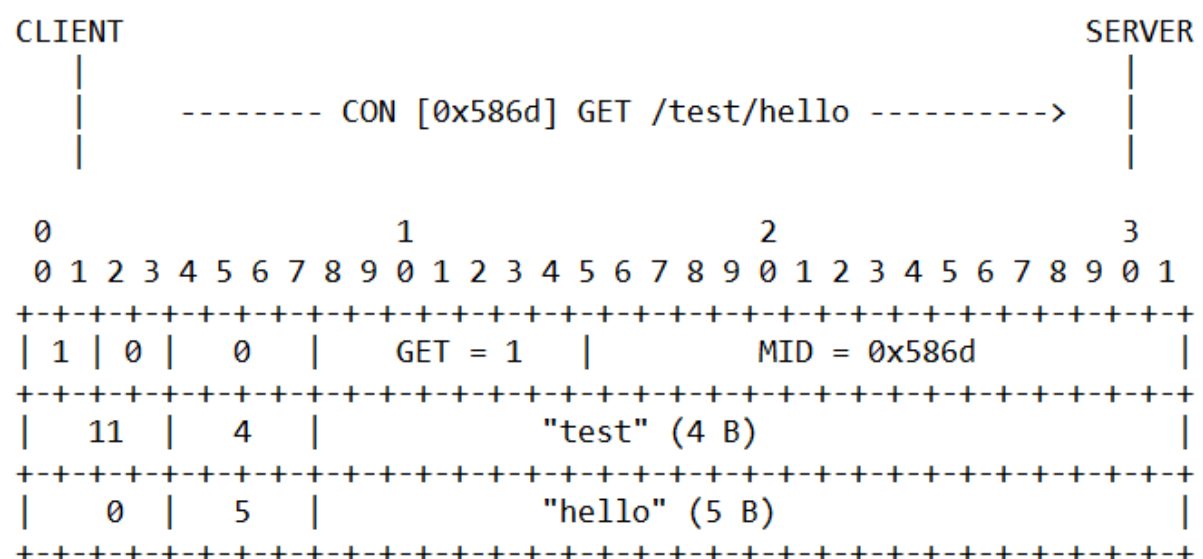 CLIENT SERVER
| |
| -------- CON [0x586d] GET /test/hello ----------> |
| |
0 1 2 3
0 1 2 3 4 5 6 7 8 9 0 1 2 3 4 5 6 7 8 9 0 1 2 3 4 5 6 7 8 9 0 1
+-+-+-+-+-+-+-+-+-+-+-+-+-+-+-+-+-+-+-+-+-+-+-+-+-+-+-+-+-+-+-+-+
| 1 | 0 | 0 | GET = 1 | MID = 0x586d |
+-+-+-+-+-+-+-+-+-+-+-+-+-+-+-+-+-+-+-+-+-+-+-+-+-+-+-+-+-+-+-+-+
| 11 | 4 | "test" (4 B) |
+-+-+-+-+-+-+-+-+-+-+-+-+-+-+-+-+-+-+-+-+-+-+-+-+-+-+-+-+-+-+-+-+
| 0 | 5 | "hello" (5 B) |
+-+-+-+-+-+-+-+-+-+-+-+-+-+-+-+-+-+-+-+-+-+-+-+-+-+-+-+-+-+-+-+-+